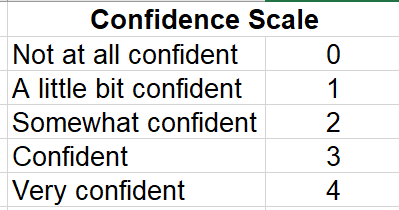 Confidence Scale
Not at all confident 0
A little bit confident 1
Somewhat confident 2
Confident 3
Very confident 4